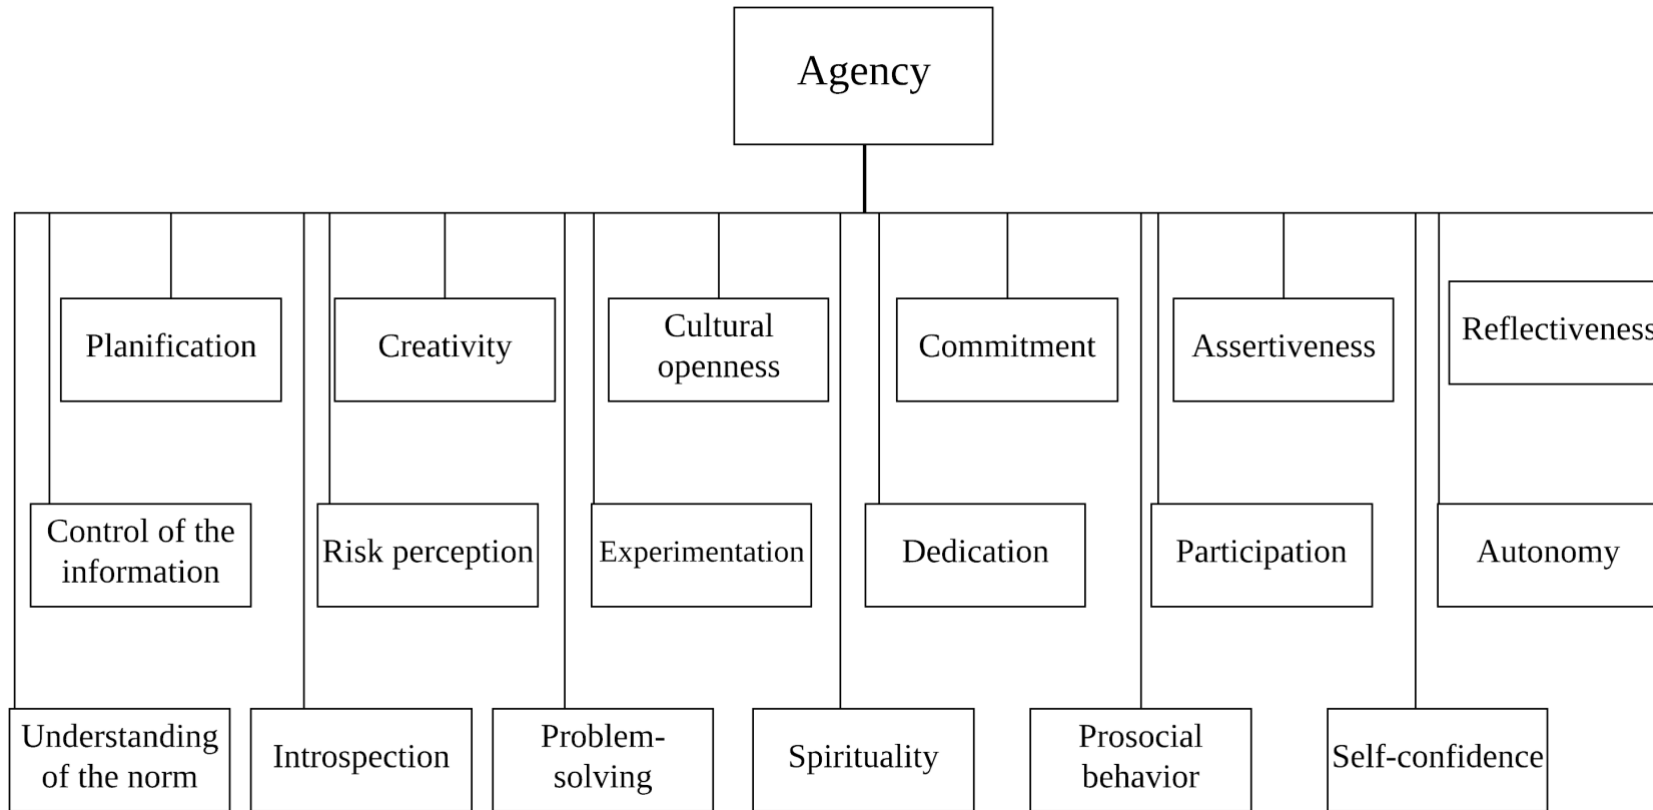 Agency
Planification
Creativity
Cultural
openness
Commitment
Assertiveness
Reflectiveness
Control of the
information
Risk perception
Experimentation
Dedication
Participation
Autonomy
Understanding
of the norm
Introspection
Problem-
solving
Spirituality
Prosocial
behavior
Self-confidence